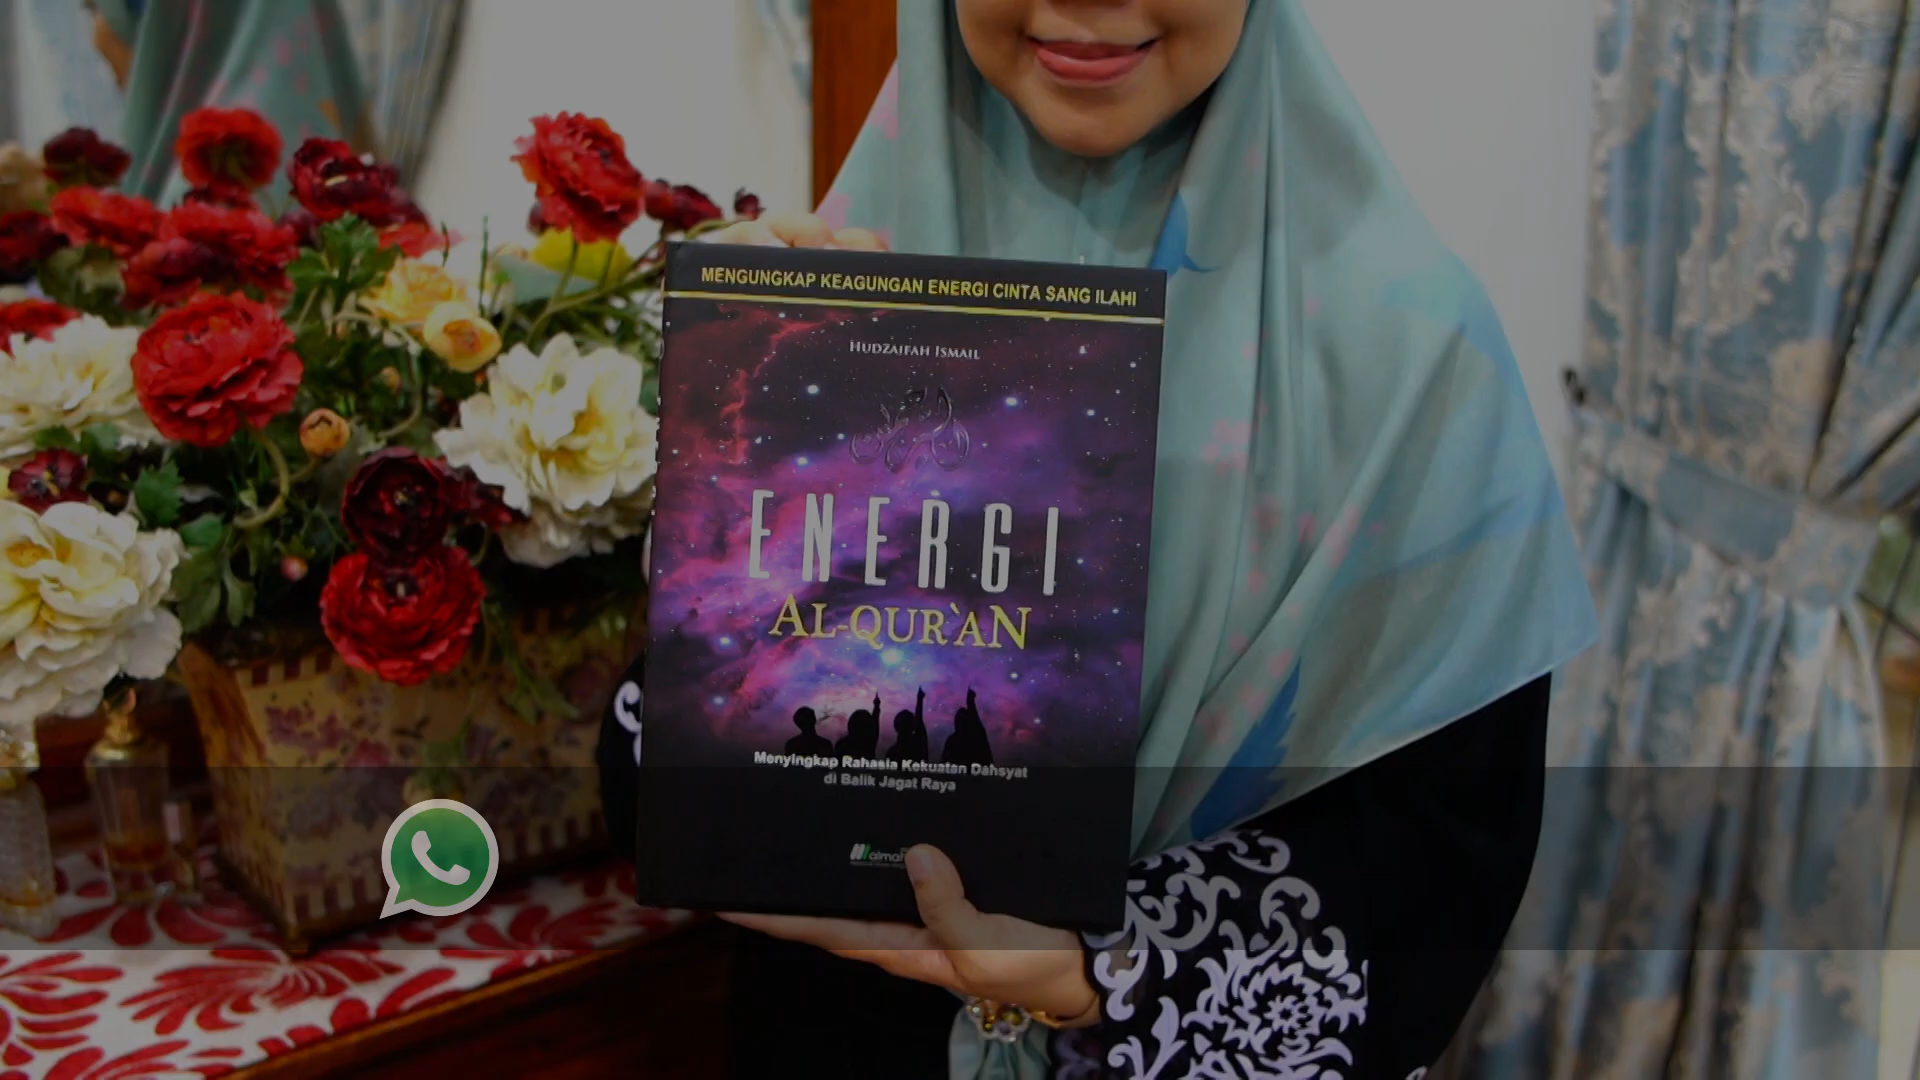 MENGUNGKAP KEAGUNGAN ENERGI CINTA SANG ILAHI
HUDZAIFAH ISMAIL
ENERGI
AL-QUR`AN
Menyingkap Rahasia Kekuatan Dahsyat
di Balik Jagat Raya